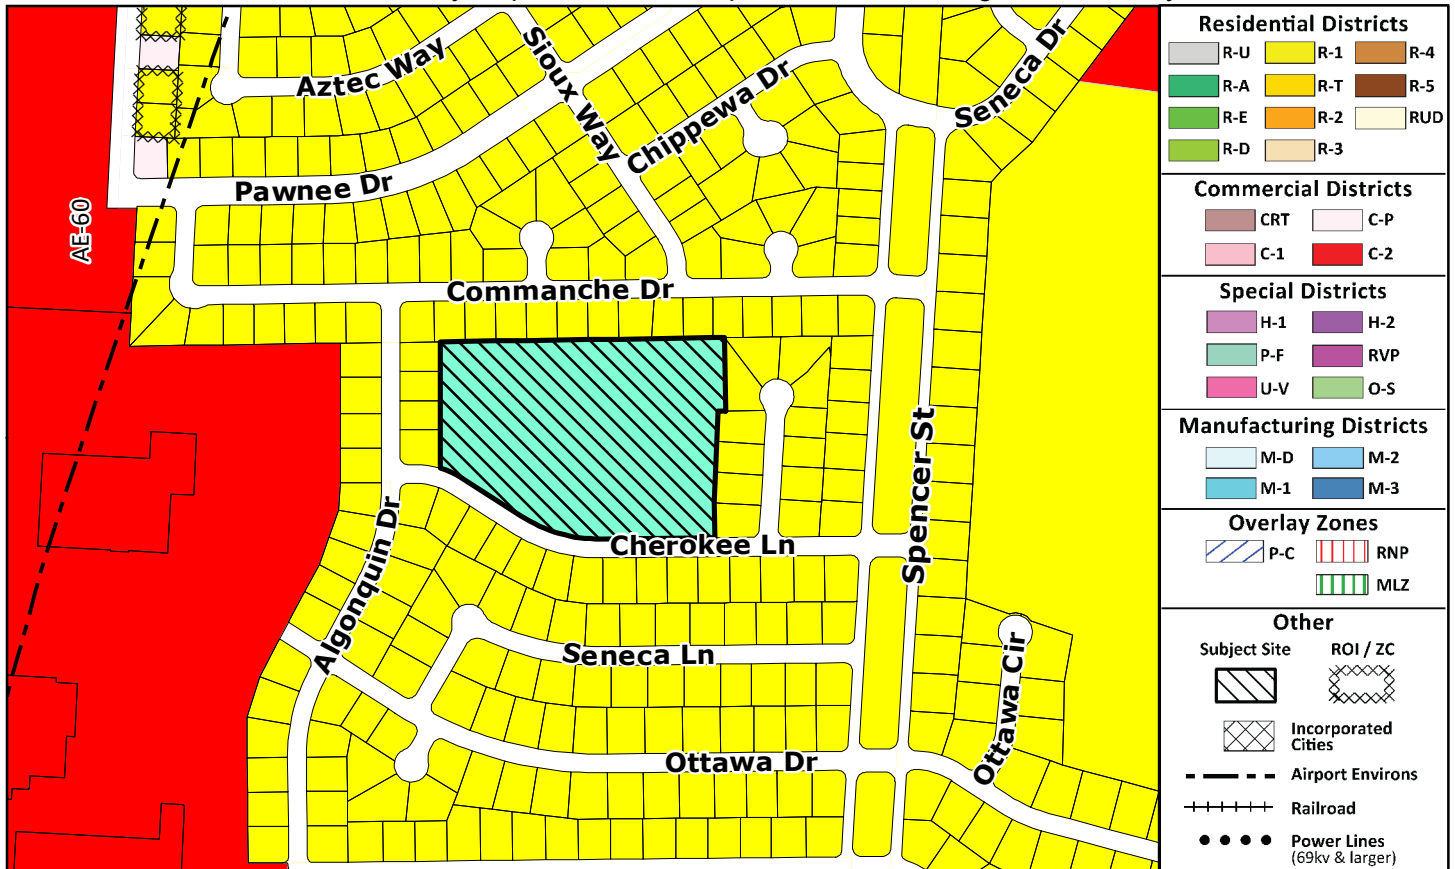 Aztec Way
Sioux Way
Chippewa Dr
Seneca Dr
Pawnee Dr
AE-60
Commanche Dr
Spencer St
Algonquin Dr
Cherokee Ln
Seneca Ln
Ottawa Cir
Ottawa Dr
Residential Districts
R-U R-1 R-4
R-A R-T R-5
R-E R-2 RUD
R-D R-3
Commercial Districts
CRT C-P
C-1 C-2
Special Districts
H-1 H-2
P-F RVP
U-V O-S
Manufacturing Districts
M-D M-2
M-1 M-3
Overlay Zones
P-C RNP
MLZ
Other
Subject Site ROI / ZC
Incorporated
Cities
Airport Environs
Railroad
Power Lines
(69kv & larger)